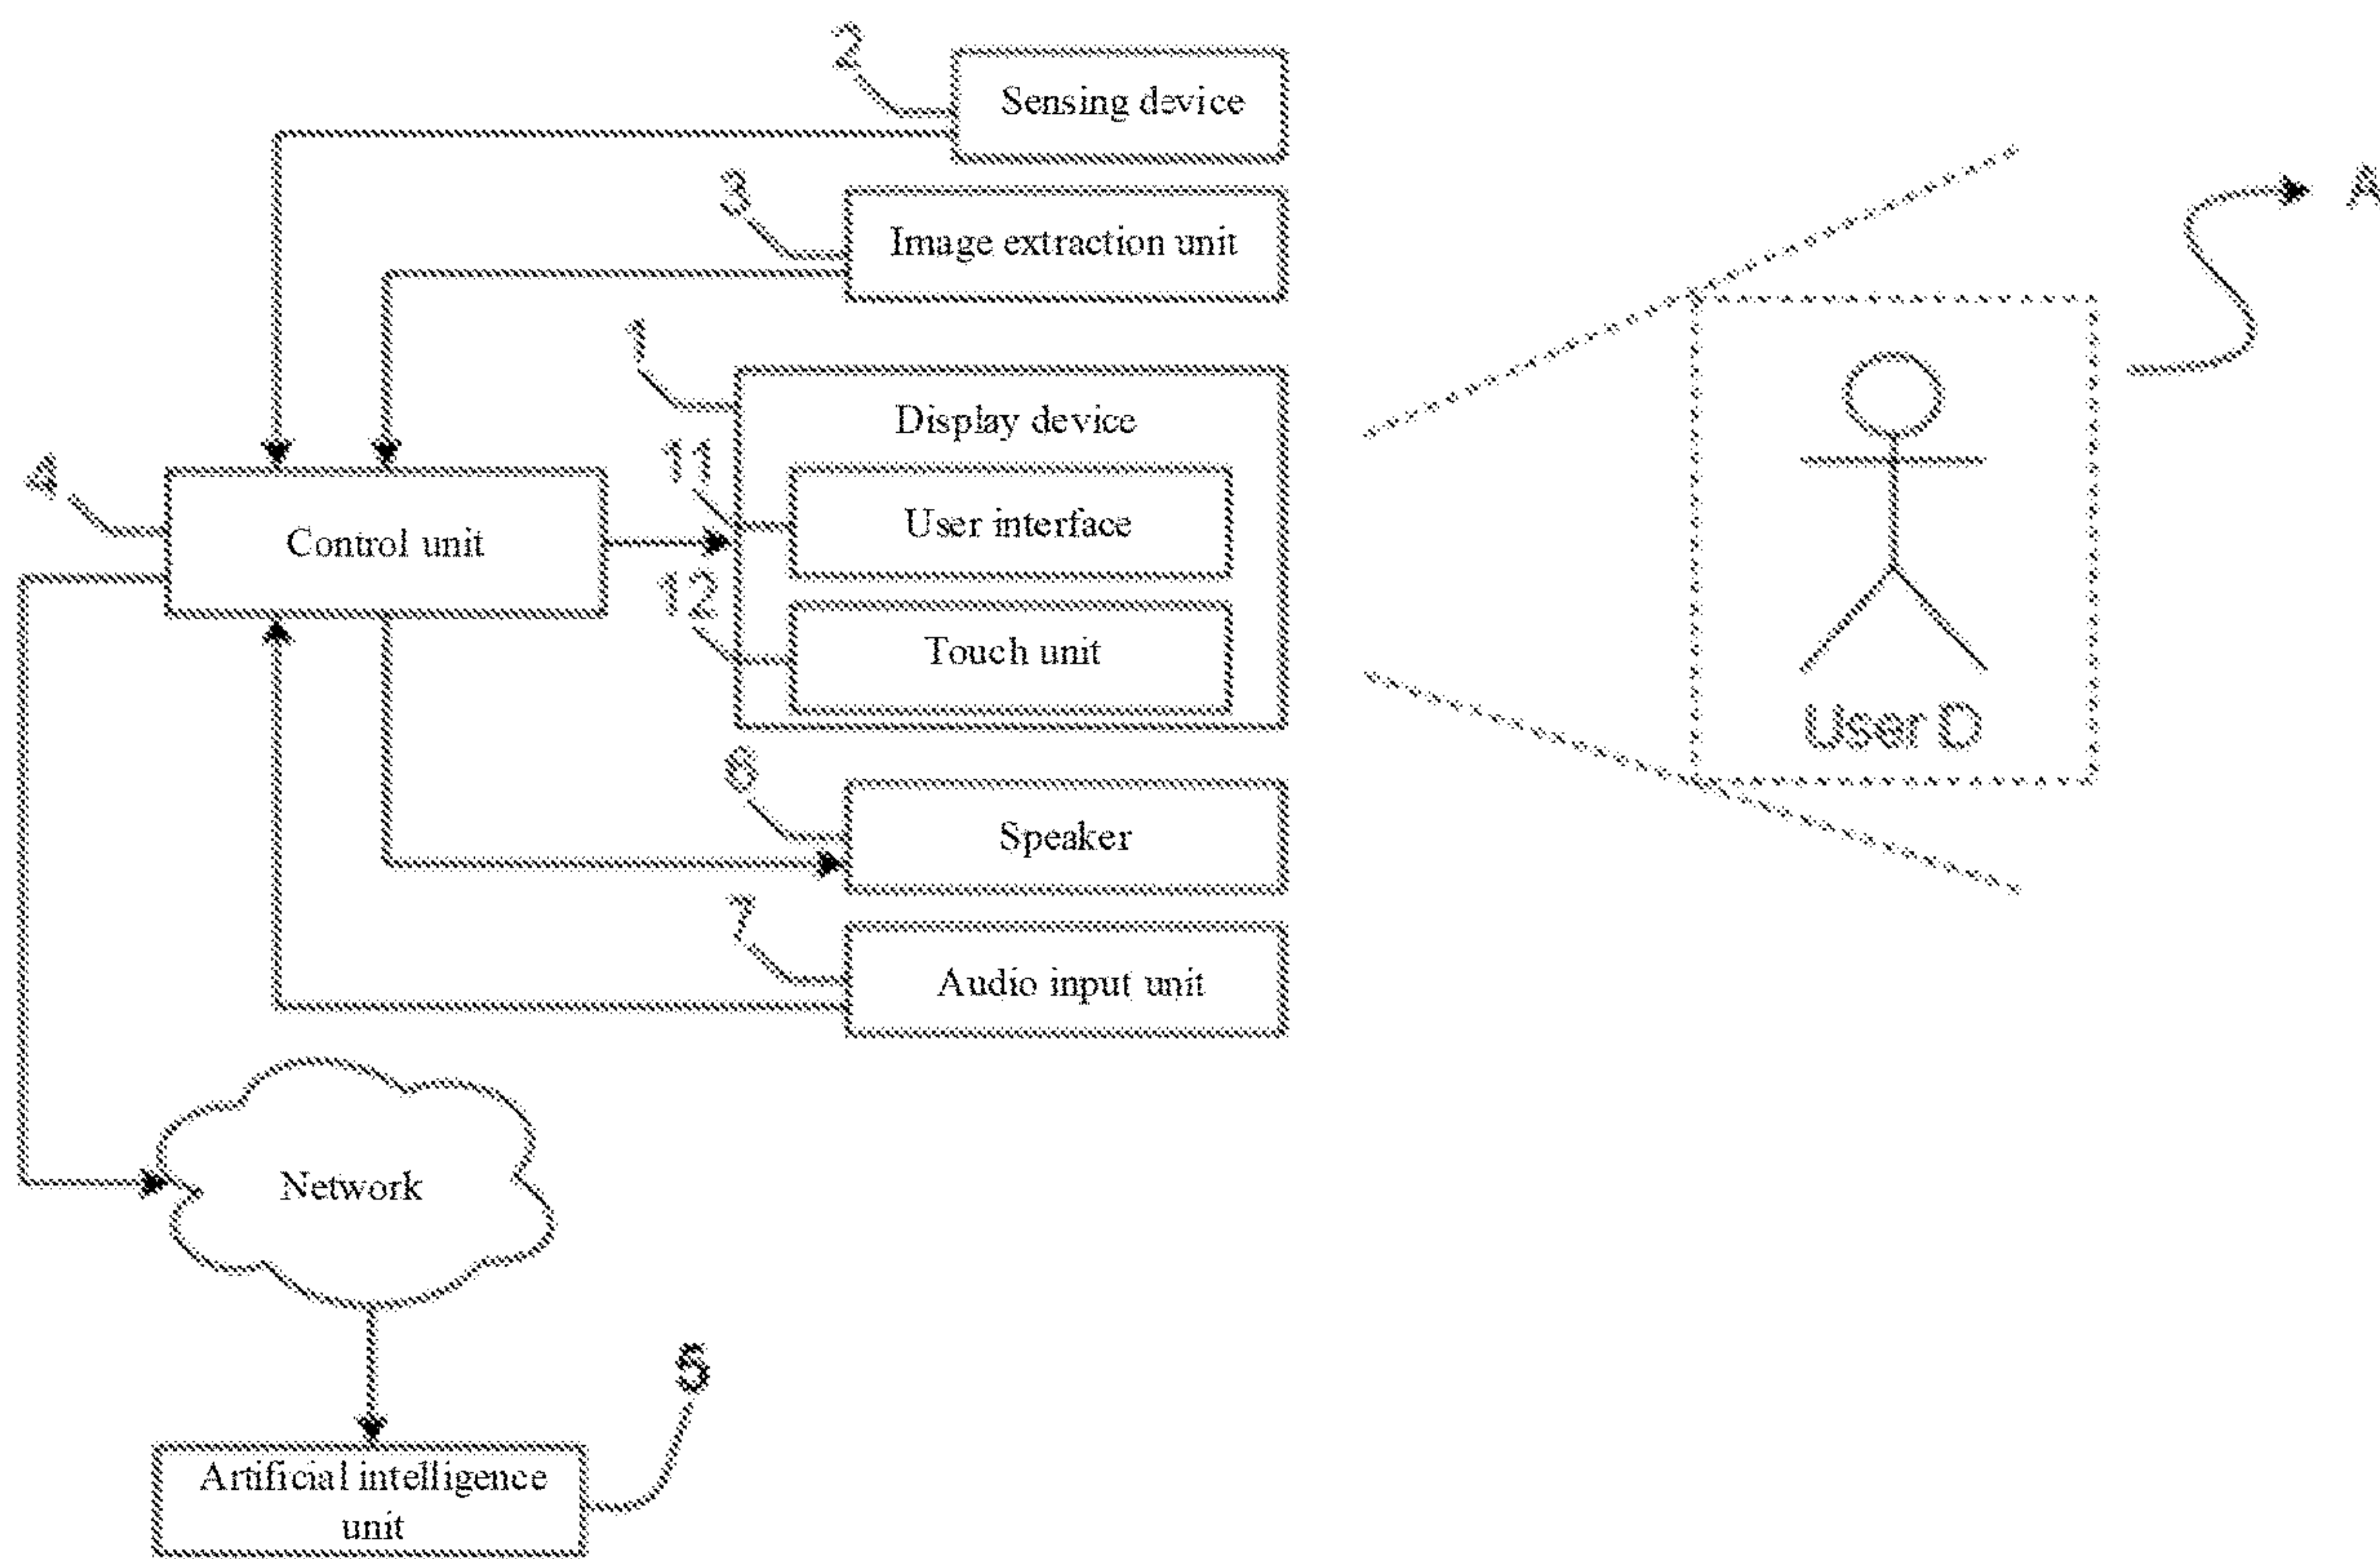 2
Sensing device
3
Image extraction unit
A
1
Display device
11
User interface
4
Control unit
12
Touch unit
User D
6
Speaker
7
Audio input unit
Network
5
Artificial intelligence
unit